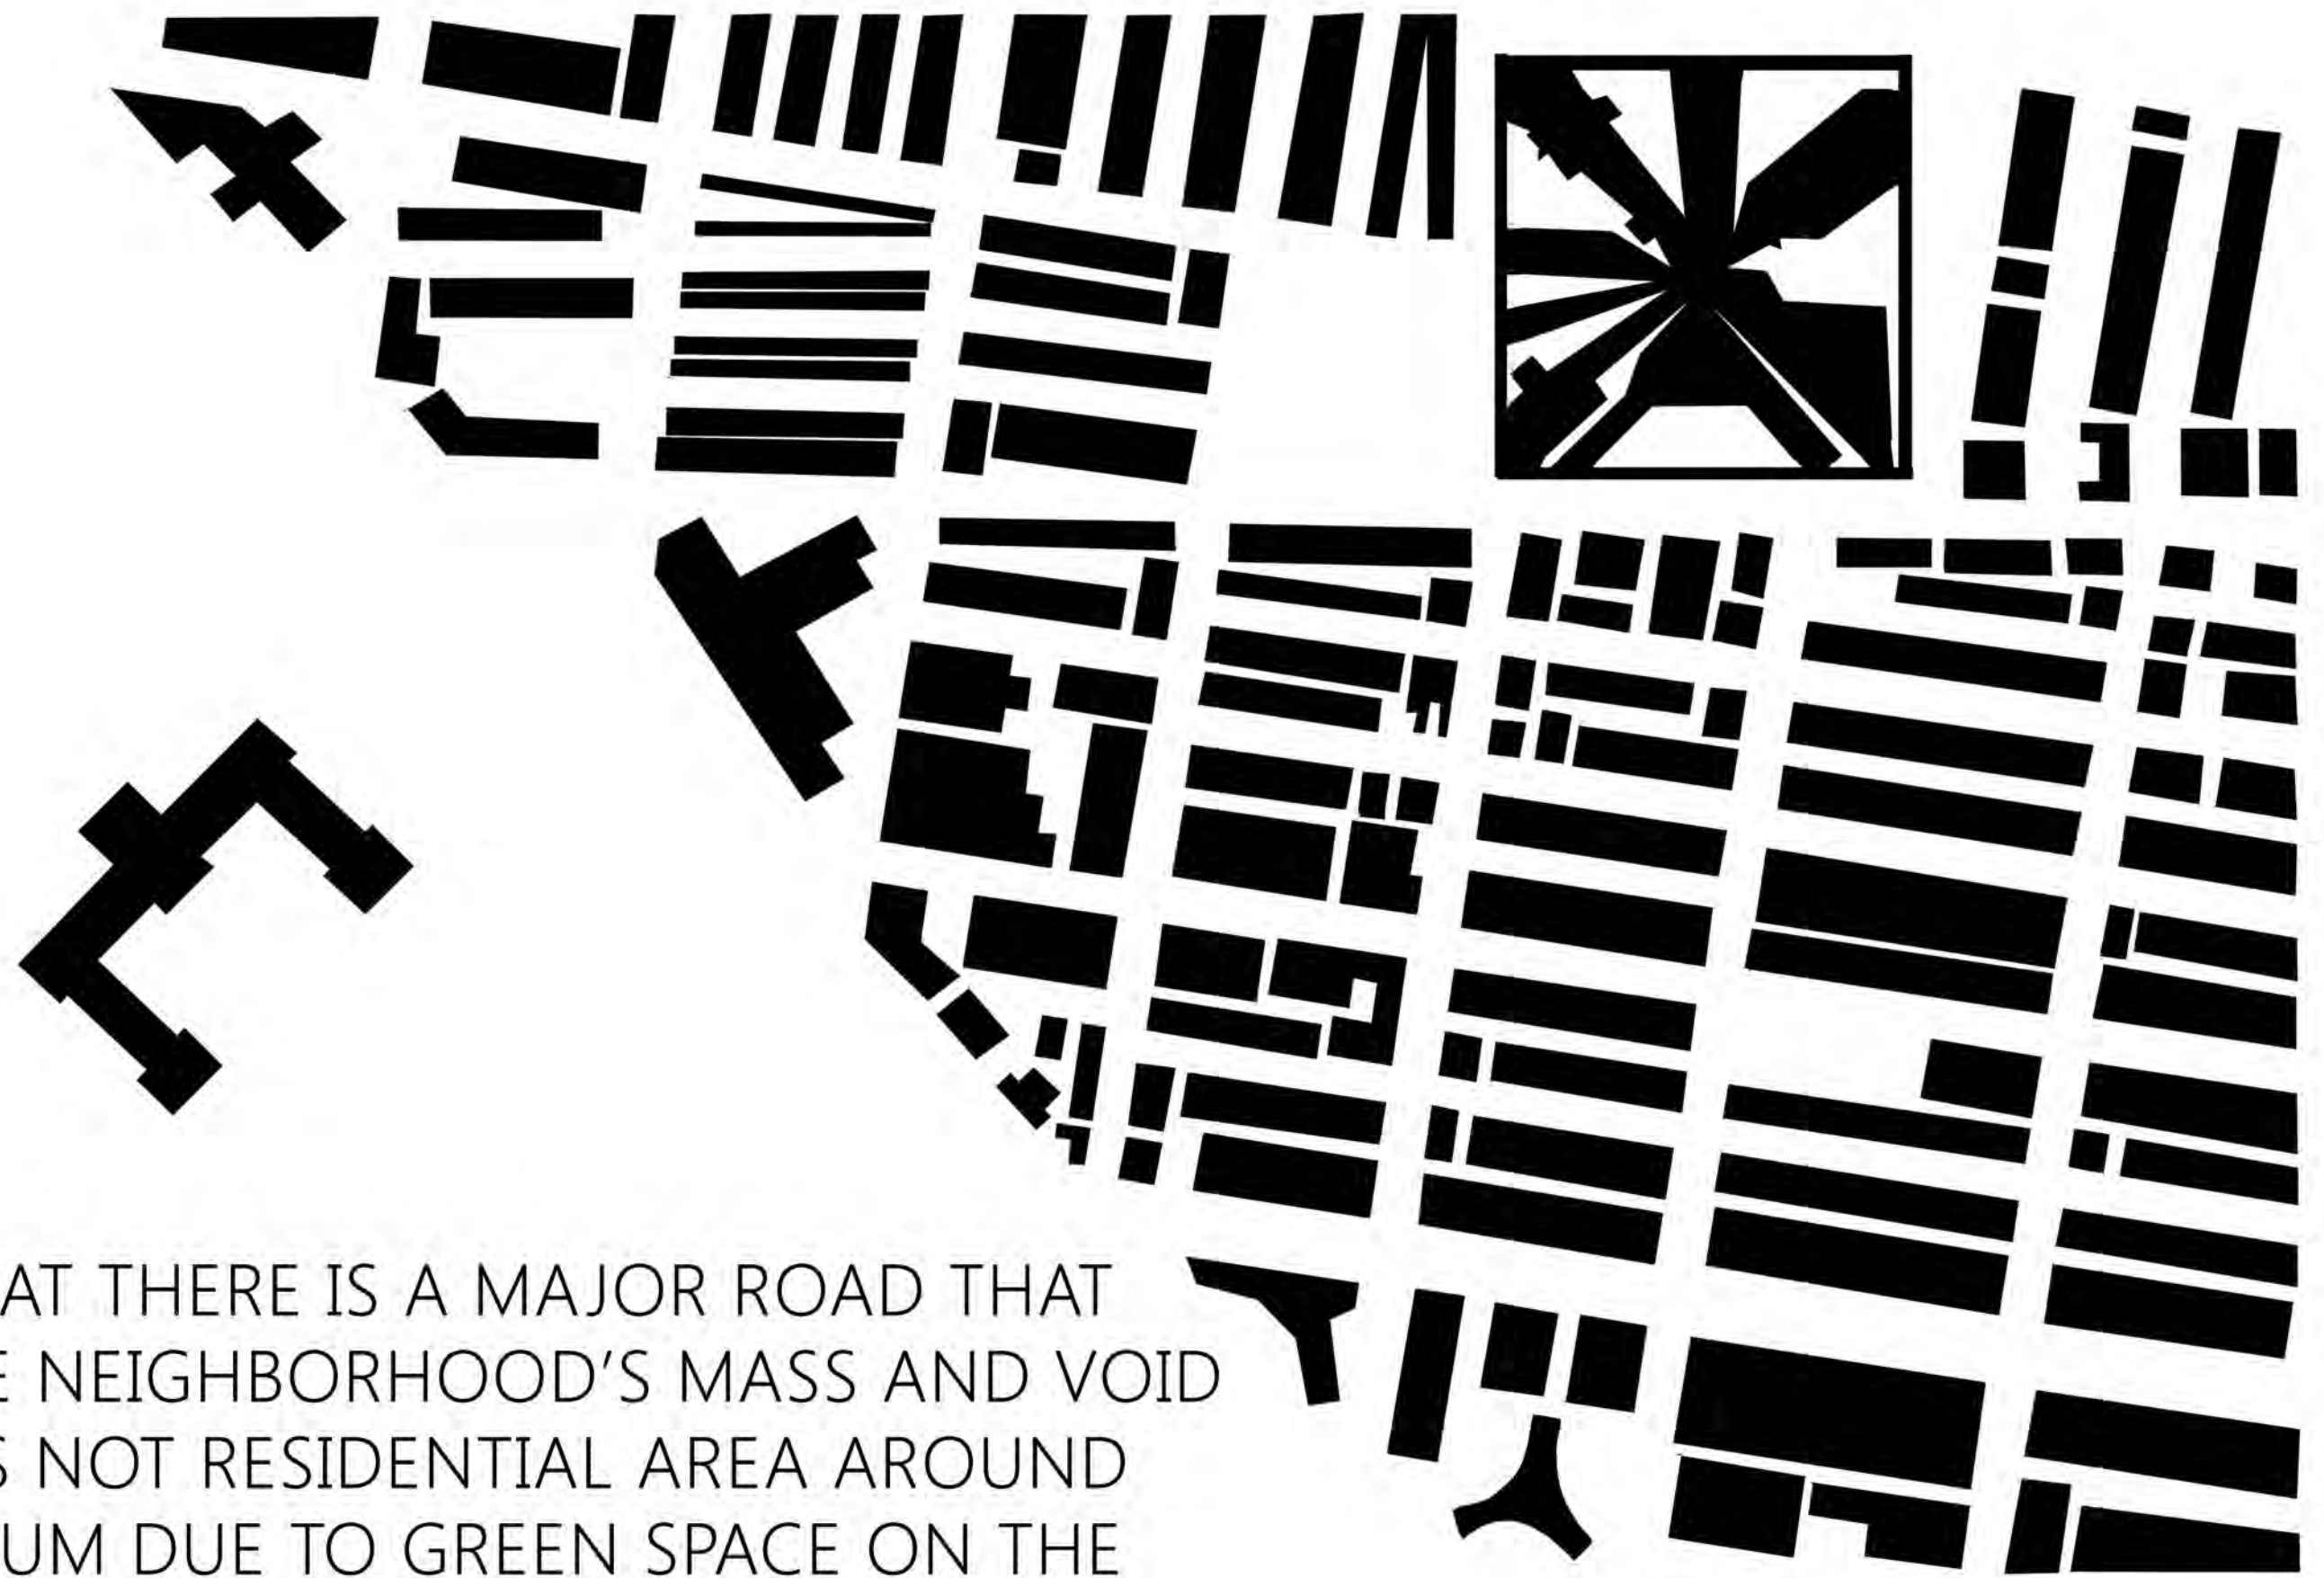 AT THERE IS A MAJOR ROAD THAT
NEIGHBORHOOD'S MASS AND VOID
NOT RESIDENTIAL AREA AROUND
UM DUE TO GREEN SPACE ON THE